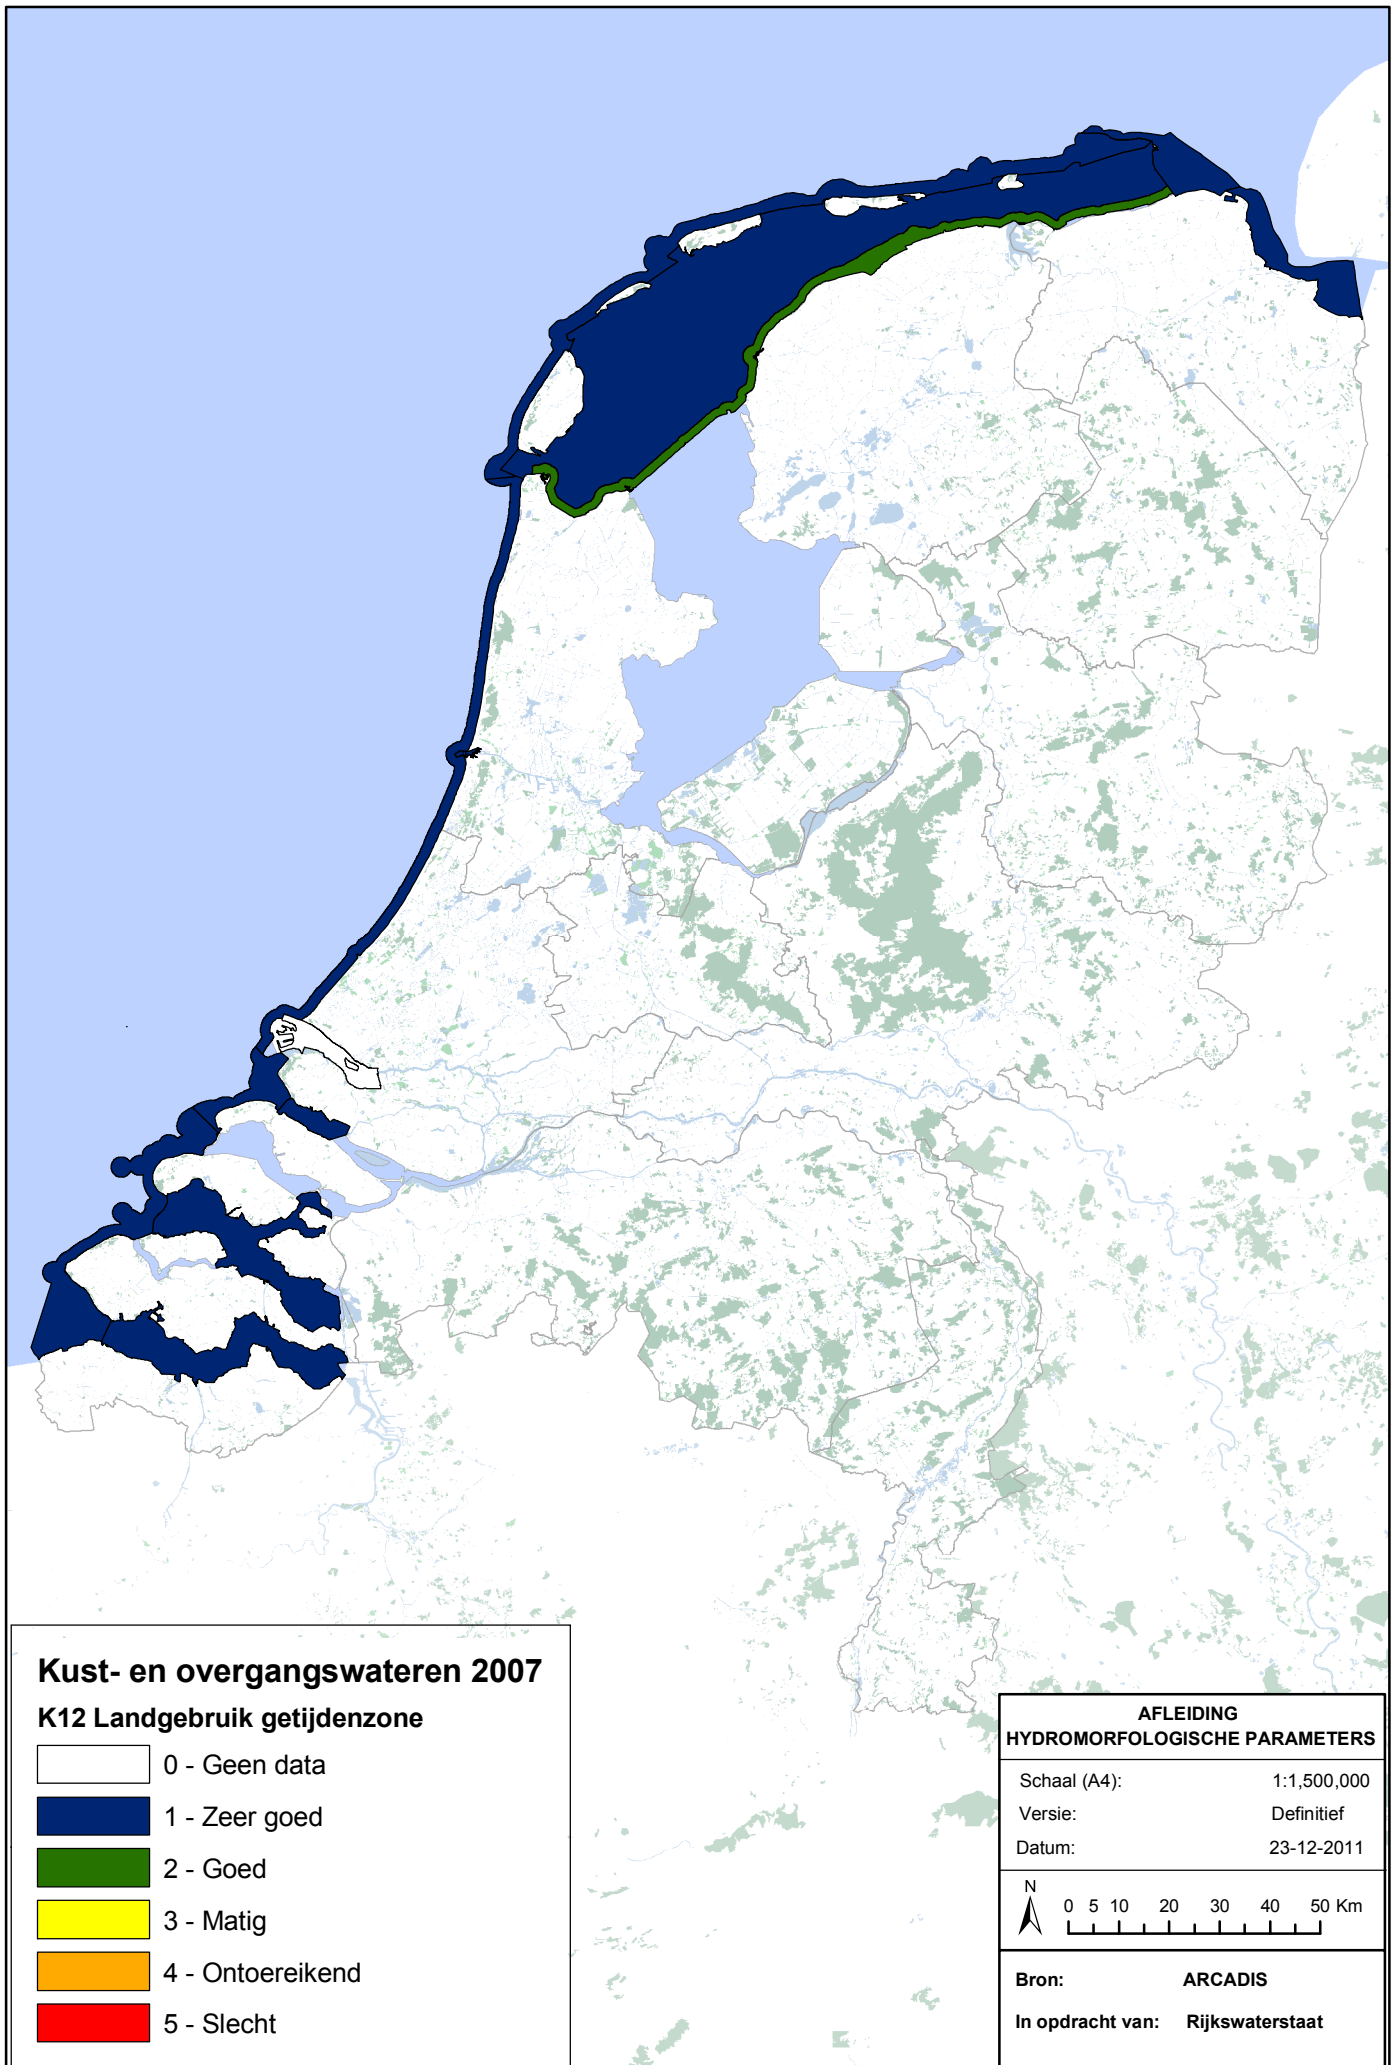 Kust- en overgangswateren 2007
K12 Landgebruik getijdenzone
0 - Geen data
1 - Zeer goed
2 - Goed
3 - Matig
4 - Ontoereikend
5 - Slecht
AFLEIDING
HYDROMORFOLOGISCHE PARAMETERS
Schaal (A4): 1:1,500,000
Versie: Definitief
Datum: 23-12-2011
N
0 5 10 20 30 40 50 Km
Bron: ARCADIS
In opdracht van: Rijkswaterstaat